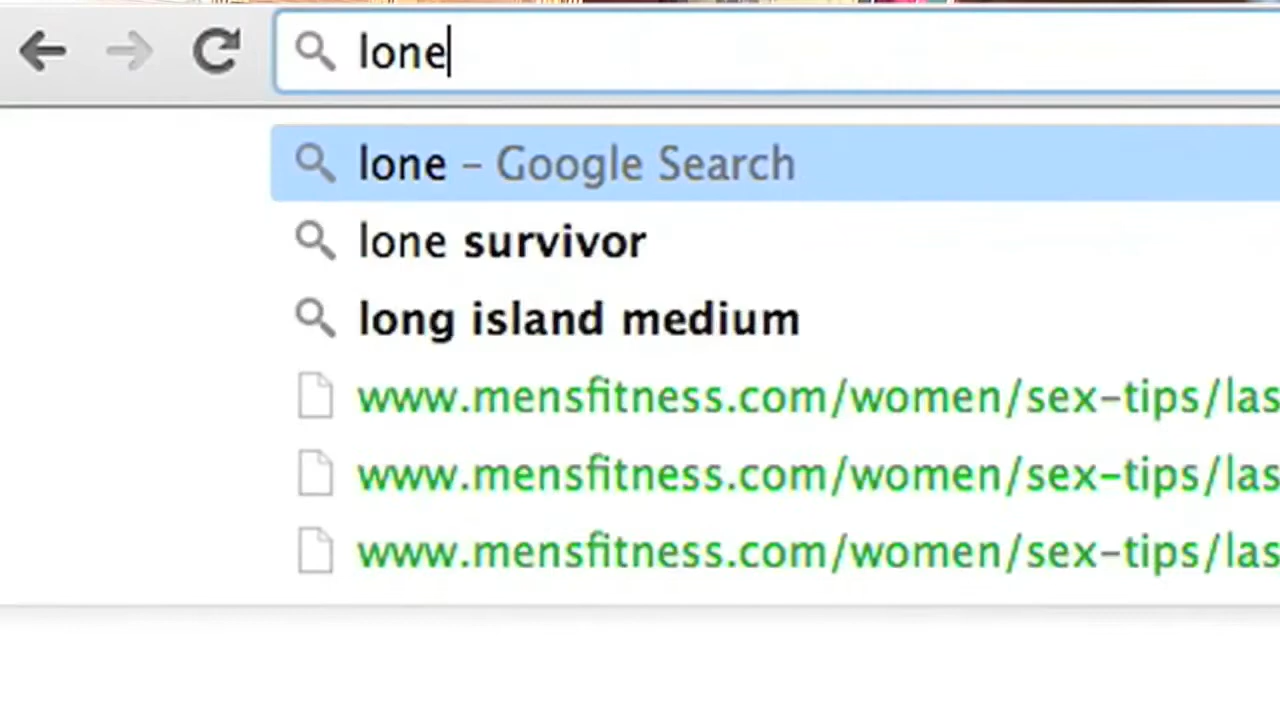 lone
lone – Google Search
lone survivor
long island medium
www.mensfitness.com/women/sex-tips/las
www.mensfitness.com/women/sex-tips/las
www.mensfitness.com/women/sex-tips/las